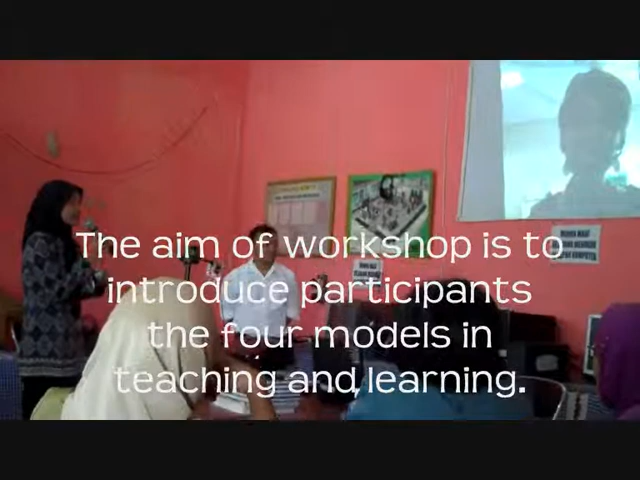 The aim of workshop is to
introduce participants
the four models in
teaching and learning.